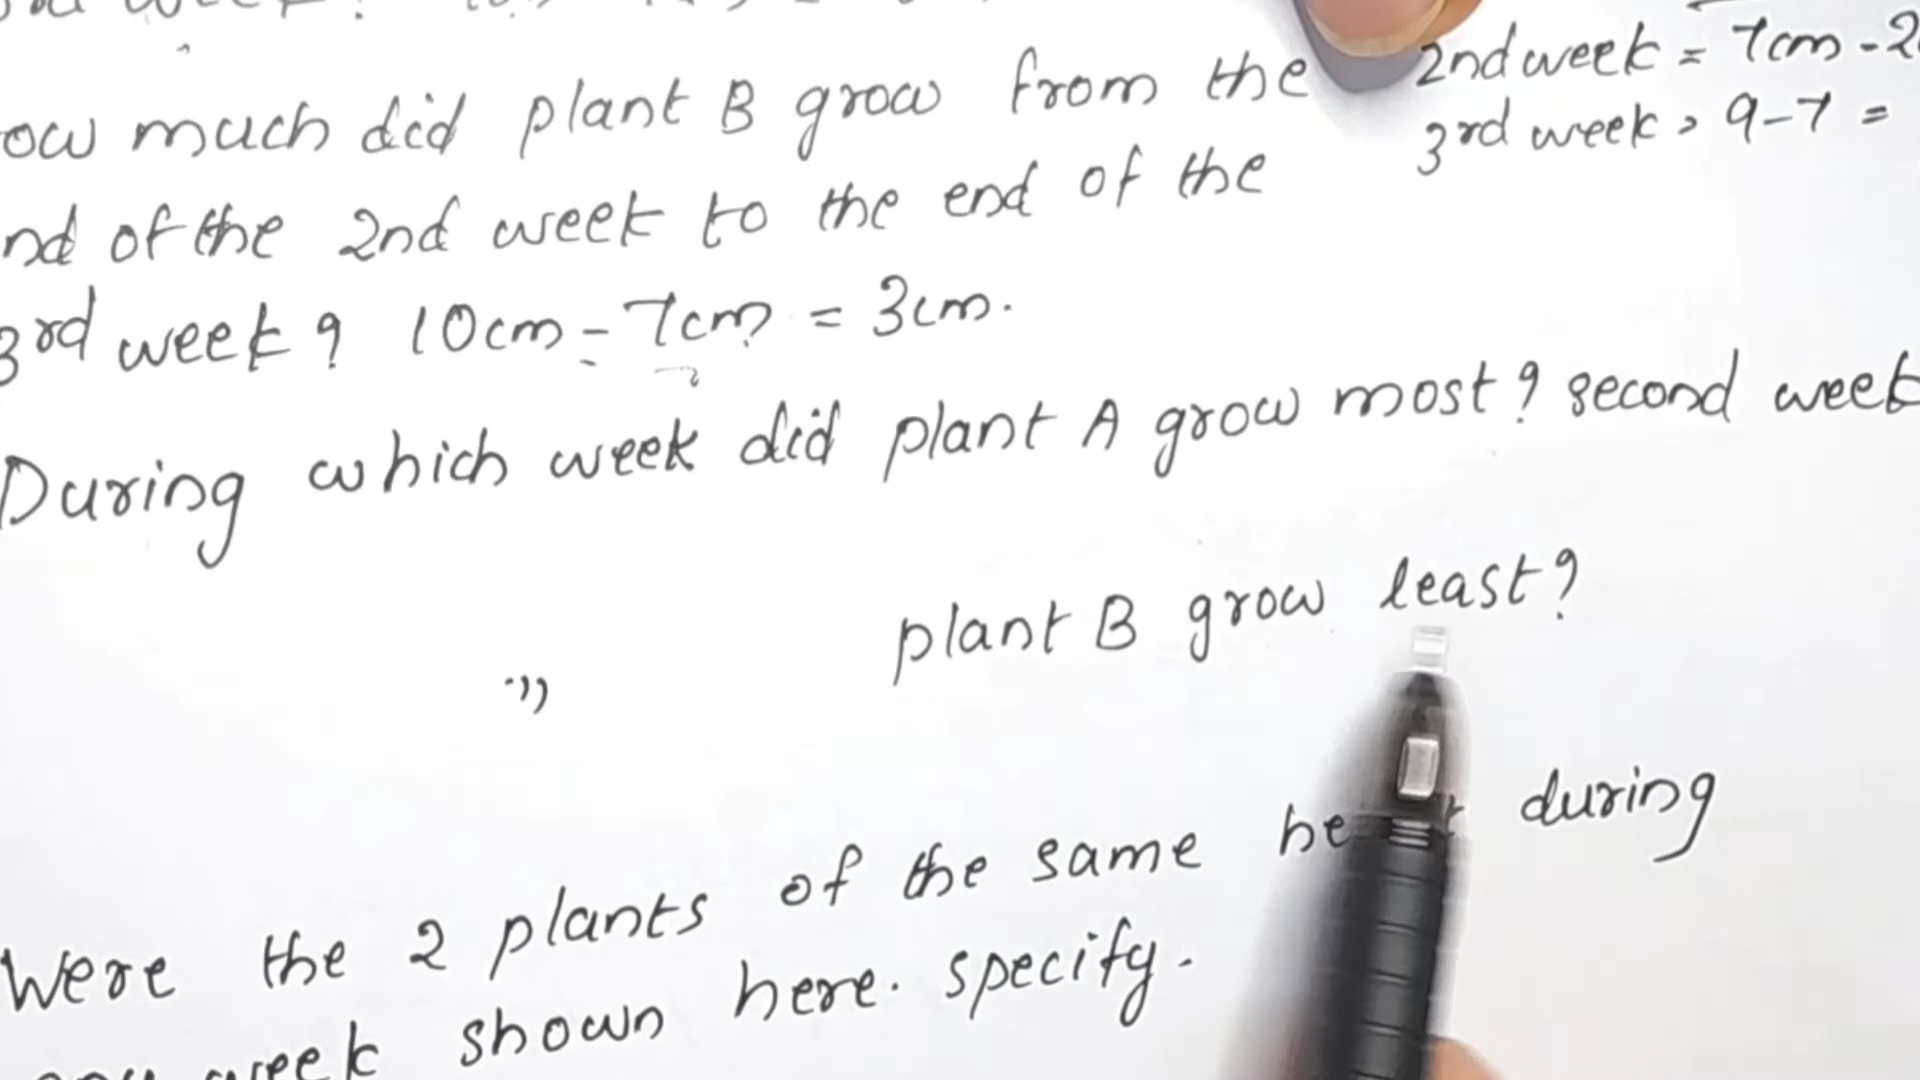 2nd week = 7cm - 2
3rd week > 9-7 =
ow much did plant B grow from the
nd of the 2nd week to the end of the
3rd week? 10cm - 7cm = 3cm.
During which week did plant A grow most? second week
" plant B grow least?
Were the 2 plants of the same during
week shown here. specify.